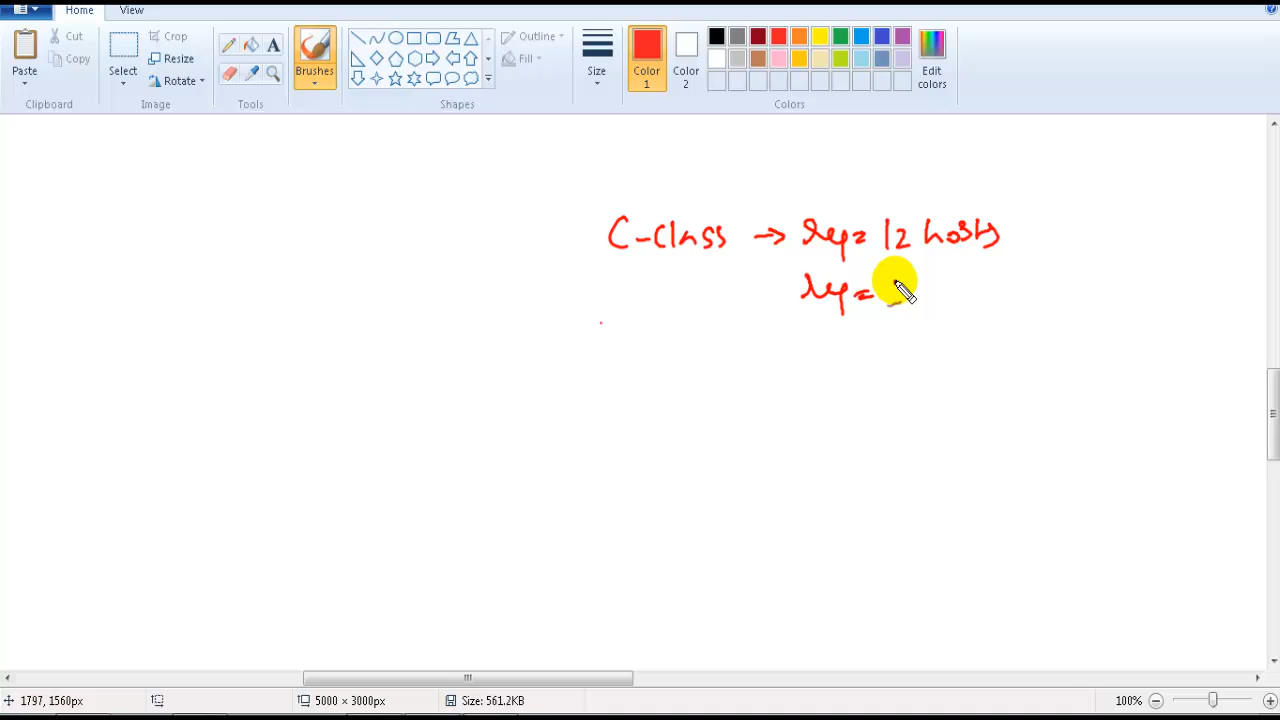 Home View
Paste
Cut
Copy
Clipboard
Select
Crop
Resize
Rotate
Image
A
Tools
Brushes
Shapes
Outline
Fill
Size
Color 1
Color 2
Edit colors
Colors
C-Class → req= 12 hosts
req=
1797, 1560px
5000 × 3000px
Size: 561.2KB
100%